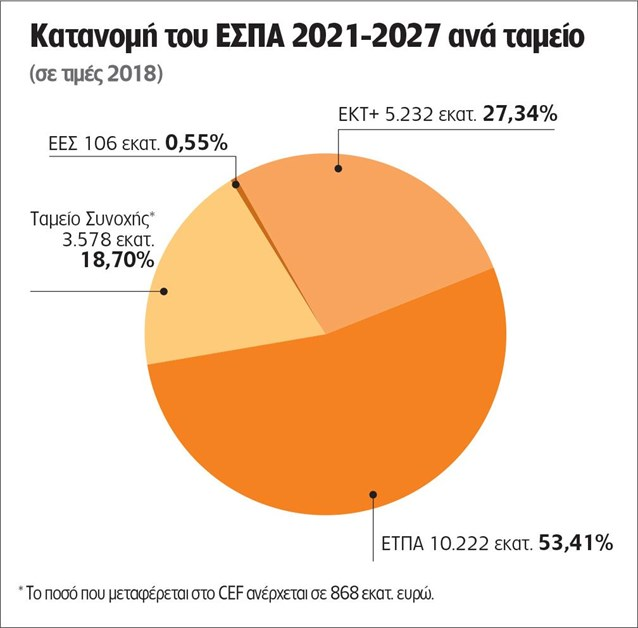 Κατανομή του ΕΣΠΑ 2021-2027 ανά ταμείο
(σε τιμές 2018)
ΕΚΤ+ 5.232 εκατ. 27,34%
ΕΕΣ 106 εκατ. 0,55%
Ταμείο Συνοχής*
3.578 εκατ.
18,70%
ΕΤΠΑ 10.222 εκατ. 53,41%
* Το ποσό που μεταφέρεται στο CEF ανέρχεται σε 868 εκατ. ευρώ.